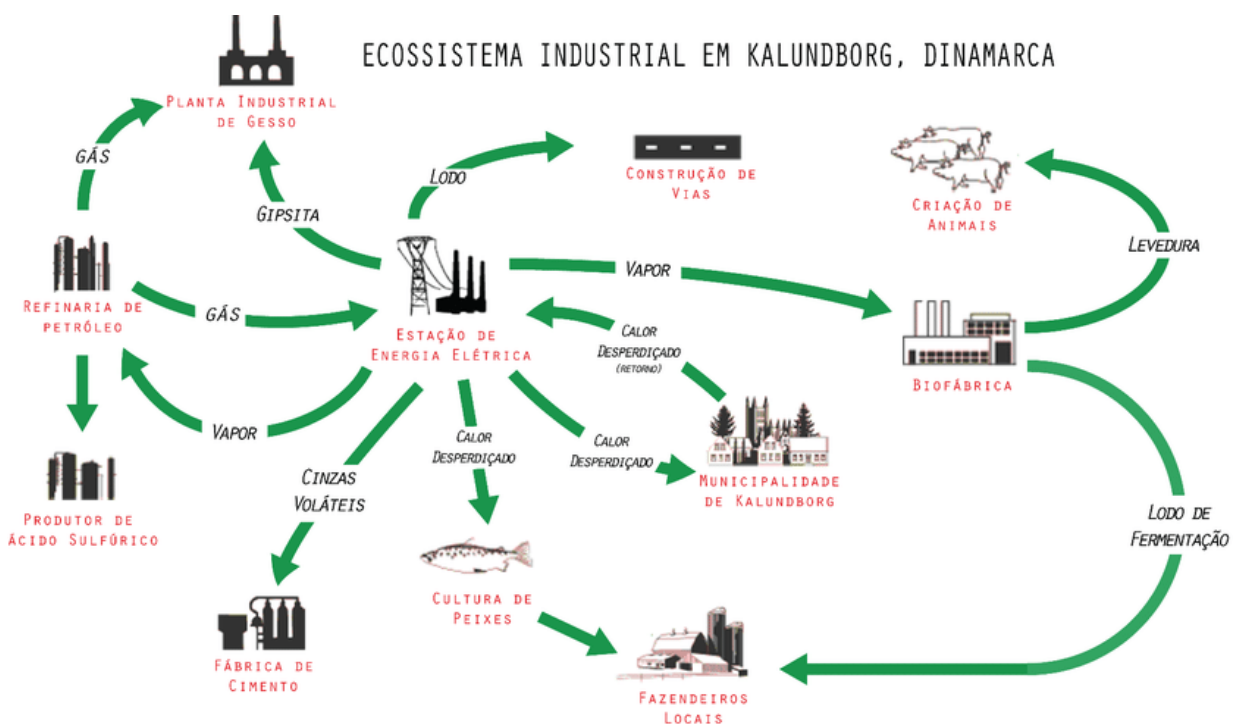 ECOSSISTEMA INDUSTRIAL EM KALUNDBORG, DINAMARCA
PLANTA INDUSTRIAL
DE GESSO
GÁS
GIPSITA
LODO
CONSTRUÇÃO DE
VIAS
CRIAÇÃO DE
ANIMAIS
LEVEDURA
REFINARIA DE
PETRÓLEO
GÁS
ESTAÇÃO DE
ENERGIA ELÉTRICA
VAPOR
CALOR
DESPERDIÇADO
(RETORNO)
BIOFÁBRICA
VAPOR
CINZAS
VOLÁTEIS
CALOR
DESPERDIÇADO
CALOR
DESPERDIÇADO
MUNICIPALIDADE
DE KALUNDBORG
PRODUTOR DE
ÁCIDO SULFÚRICO
LODO DE
FERMENTAÇÃO
CULTURA DE
PEIXES
FÁBRICA DE
CIMENTO
FAZENDEIROS
LOCAIS